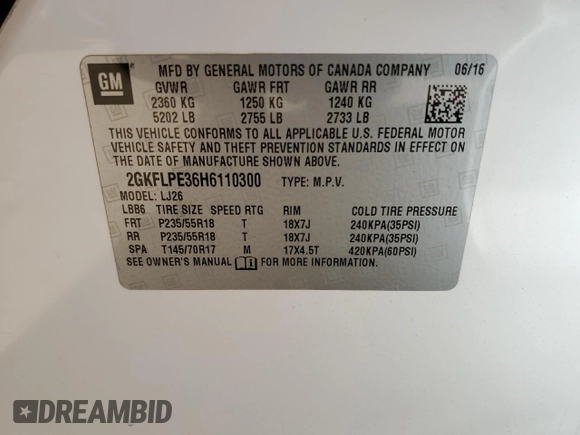 GM
MFD BY GENERAL MOTORS OF CANADA COMPANY 06/16
GVWR GAWR FRT GAWR RR
2360 KG 1250 KG 1240 KG
5202 LB 2755 LB 2733 LB
THIS VEHICLE CONFORMS TO ALL APPLICABLE U.S. FEDERAL MOTOR
VEHICLE SAFETY AND THEFT PREVENTION STANDARDS IN EFFECT ON
THE DATE OF MANUFACTURE SHOWN ABOVE.
2GKFLPE36H6110300 TYPE: M.P.V.
MODEL: LJ26
LBB6 TIRE SIZE SPEED RTG RIM COLD TIRE PRESSURE
FRT P235/55R18 T 18X7J 240KPA(35PSI)
RR P235/55R18 T 18X7J 240KPA(35PSI)
SPA T145/70R17 M 17X4.5T 420KPA(60PSI)
SEE OWNER'S MANUAL FOR MORE INFORMATION.
DREAMBID